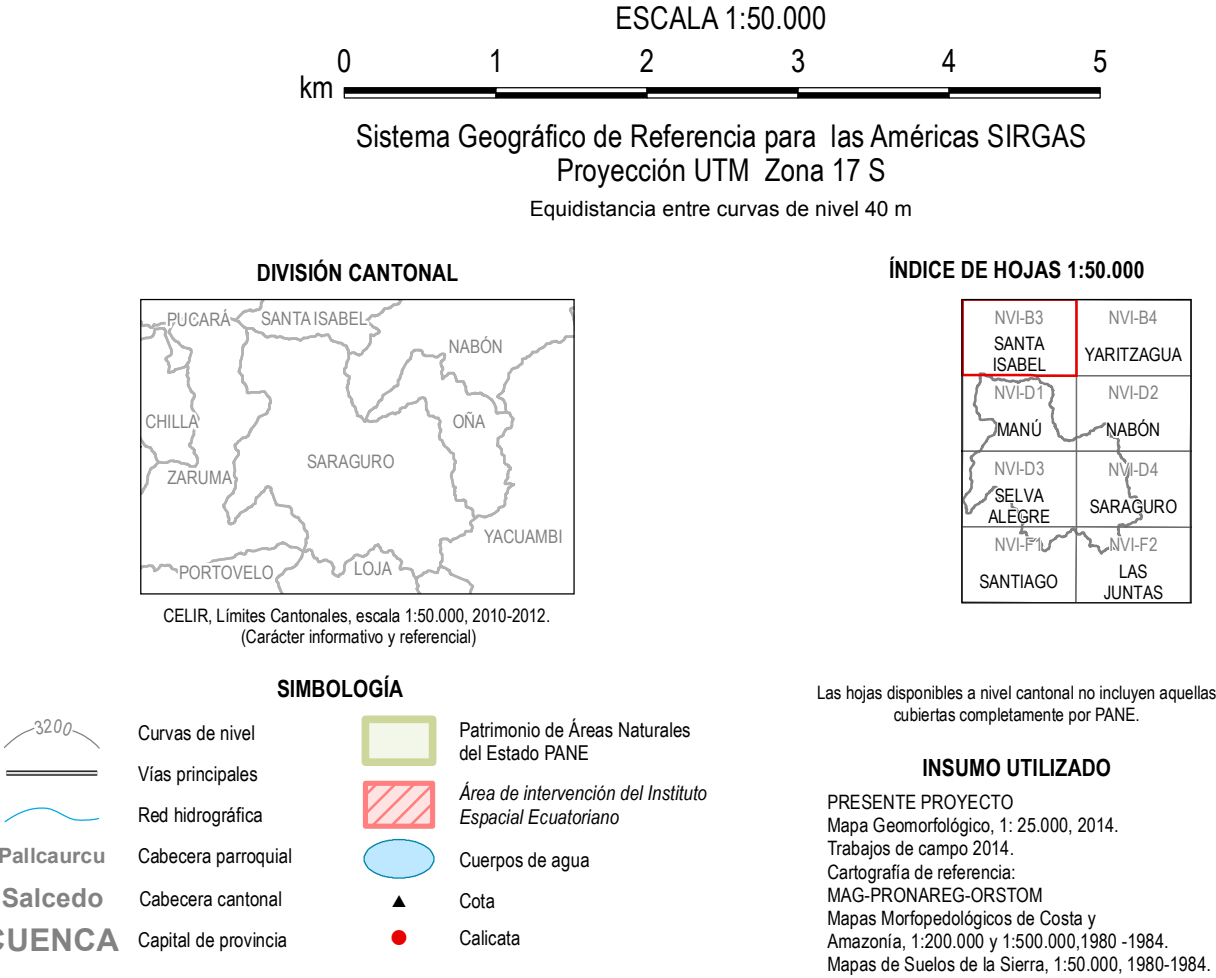 ESCALA 1:50.000
0 1 2 3 4 5
km
Sistema Geográfico de Referencia para las Américas SIRGAS
Proyección UTM Zona 17 S
Equidistancia entre curvas de nivel 40 m
DIVISIÓN CANTONAL
PUCARÁ
SANTA ISABEL
NABÓN
CHILLA
OÑA
SARAGURO
ZARUMA
YACUAMBI
PORTOVELO
LOJA
CELIR, Límites Cantonales, escala 1:50.000, 2010-2012.
(Carácter informativo y referencial)
ÍNDICE DE HOJAS 1:50.000
NVI-B3 NVI-B4
SANTA
ISABEL
YARITZAGUA
NVI-D1 NVI-D2
MANÚ NABÓN
NVI-D3 NVI-D4
SELVA
ALEGRE
SARAGURO
NVI-F1 NVI-F2
SANTIAGO
LAS
JUNTAS
SIMBOLOGÍA
3200
Curvas de nivel
Vías principales
Red hidrográfica
Pallcaurcu Cabecera parroquial
Salcedo Cabecera cantonal
CUENCA Capital de provincia
Patrimonio de Áreas Naturales
del Estado PANE
Área de intervención del Instituto
Espacial Ecuatoriano
Cuerpos de agua
Cota
Calicata
Las hojas disponibles a nivel cantonal no incluyen aquellas
cubiertas completamente por PANE.
INSUMO UTILIZADO
PRESENTE PROYECTO
Mapa Geomorfológico, 1: 25.000, 2014.
Trabajos de campo 2014.
Cartografía de referencia:
MAG-PRONAREG-ORSTOM
Mapas Morfopedológicos de Costa y
Amazonía, 1:200.000 y 1:500.000,1980 -1984.
Mapas de Suelos de la Sierra, 1:50.000, 1980-1984.